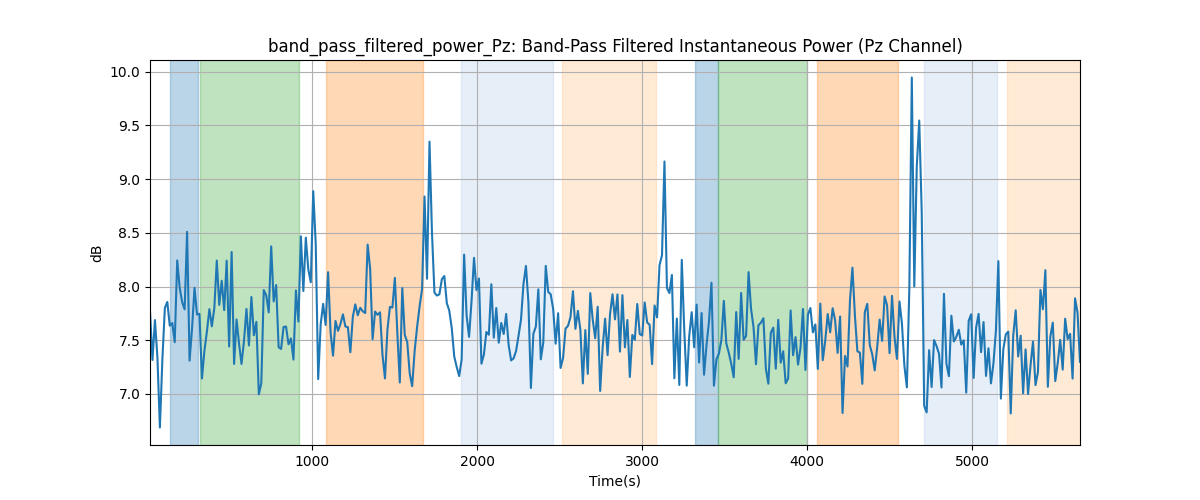 band_pass_filtered_power_Pz: Band-Pass Filtered Instantaneous Power (Pz Channel)
10.0
9.5
9.0
8.5
8.0
7.5
7.0
dB
1000 2000 3000 4000 5000
Time(s)